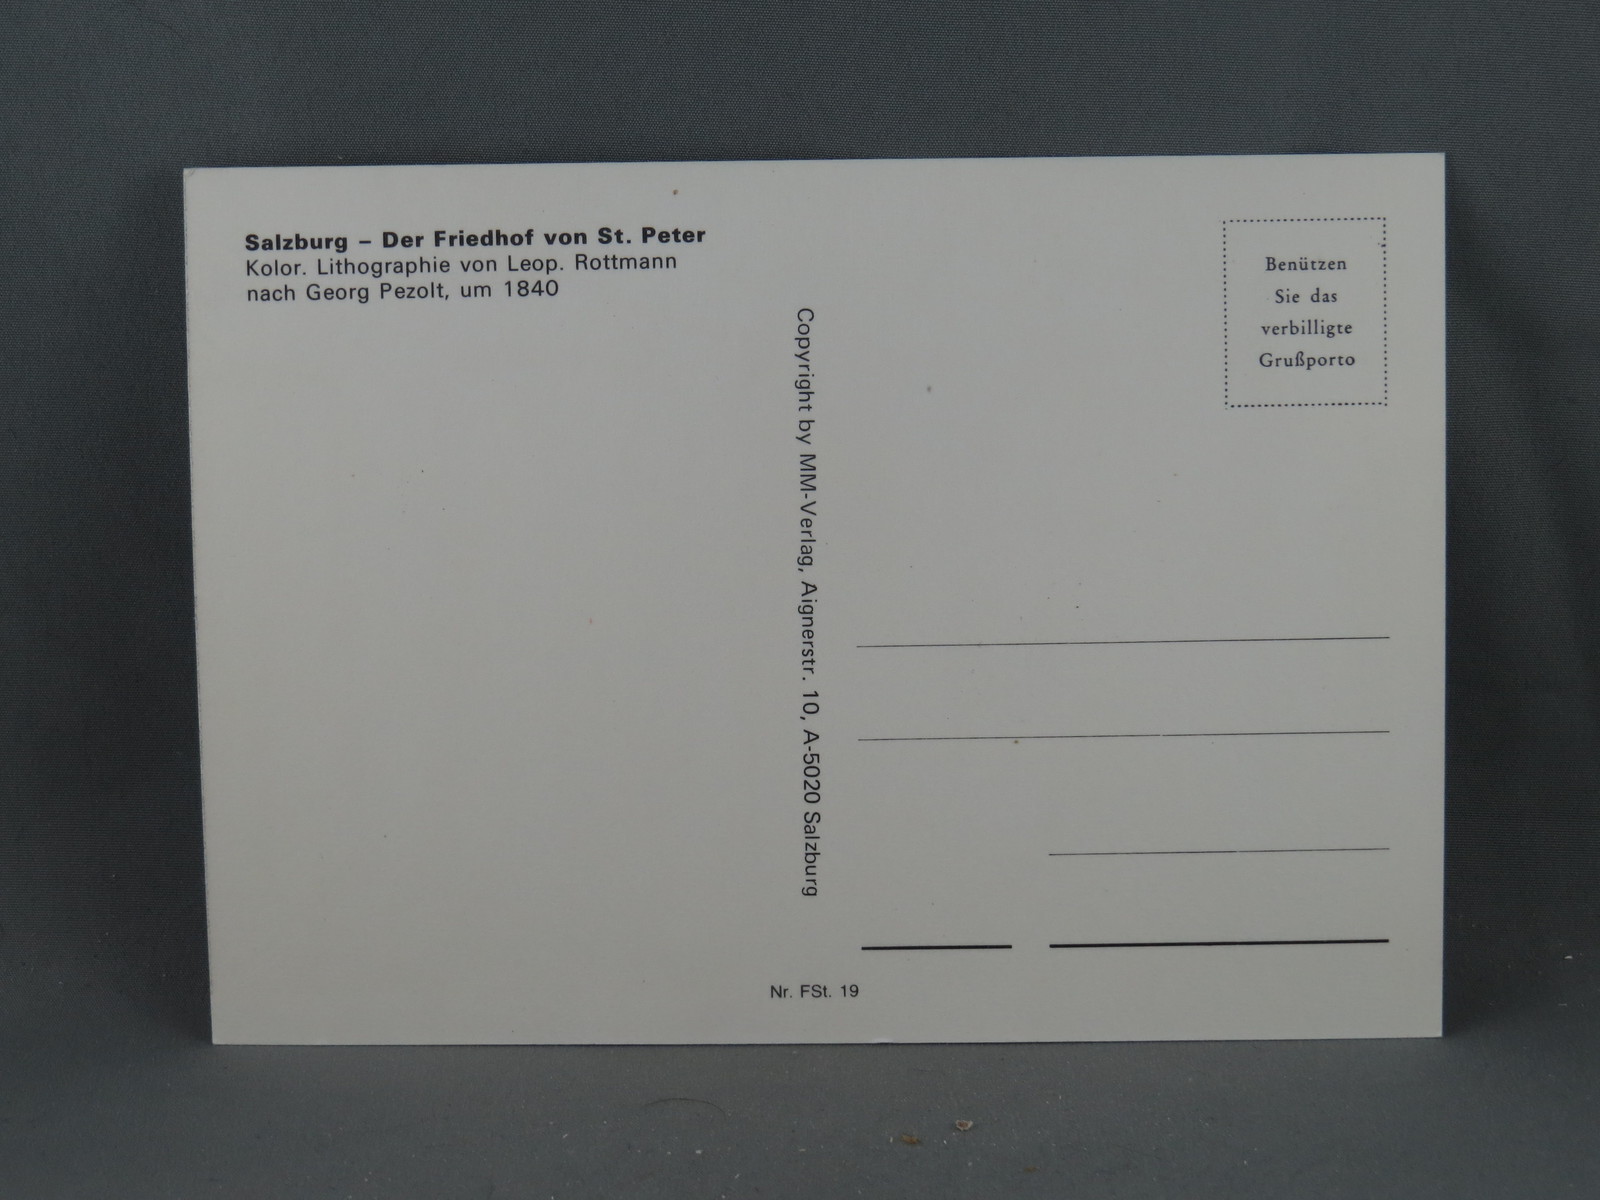 Salzburg – Der Friedhof von St. Peter
Kolor. Lithographie von Leop. Rottmann
nach Georg Pezolt, um 1840
Copyright by MM-Verlag, Aignerstr. 10, A-5020 Salzburg
Benützen
Sie das
verbilligte
Grußporto
Nr. FSt. 19